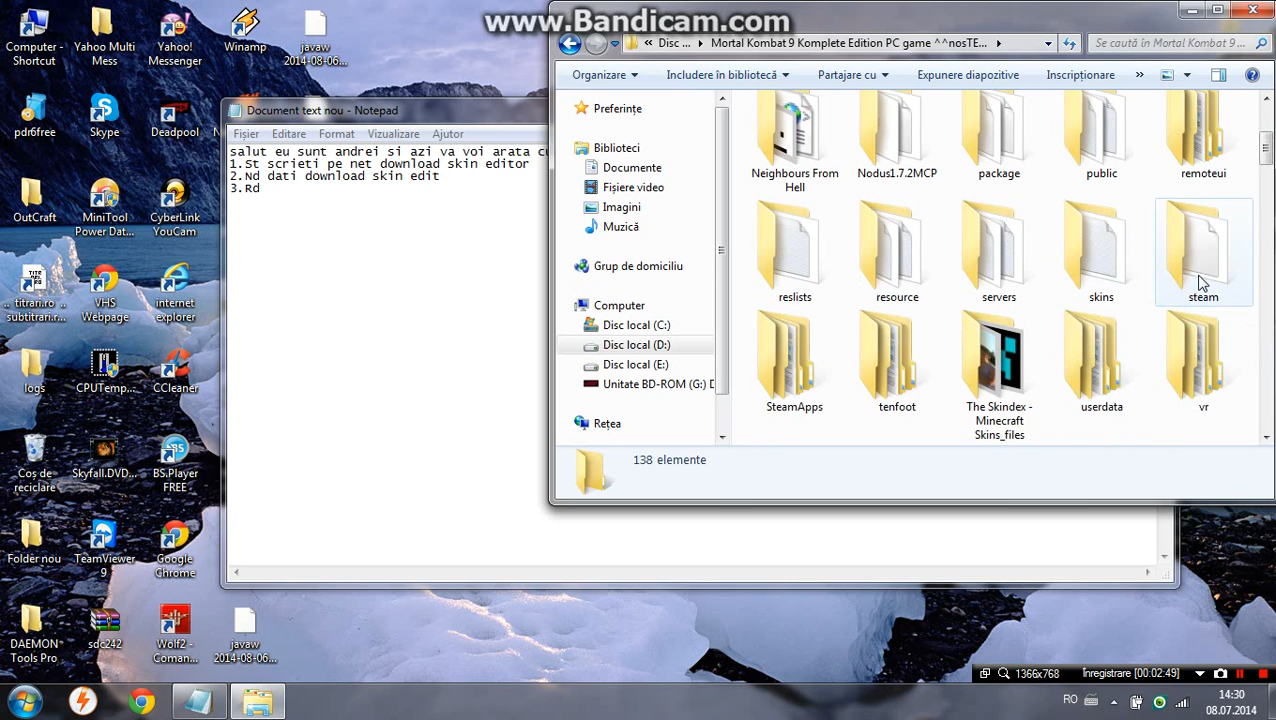 www.Bandicam.com
Computer - Shortcut
Yahoo Multi Mess
Yahoo! Messenger
Winamp
javaw 2014-08-06...
pdr6free
Skype
Deadpool
OutCraft
MiniTool Power Dat...
CyberLink YouCam
.. titrari.ro .. subtitrari.r...
VHS Webpage
internet explorer
logs
CPUTemp...
CCleaner
Coș de reciclare
Skyfall.DVD...
BS.Player FREE
Folder nou
TeamViewer 9
Google Chrome
DAEMON Tools Pro
sdc242
Wolf2 - Coman...
javaw 2014-08-06...
Document text nou - Notepad
Fișier Editare Format Vizualizare Ajutor
salut eu sunt andrei si azi va voi arata cu
1.St scrieti pe net download skin editor
2.Nd dati download skin edit
3.Rd
« Disc ... Mortal Kombat 9 Komplete Edition PC game ^^nosTE...
Se caută în Mortal Kombat 9 ...
Organizare Includere în bibliotecă Partajare cu Expunere diapozitive Inscripționare »
Preferințe
Biblioteci
Documente
Fișiere video
Imagini
Muzică
Grup de domiciliu
Computer
Disc local (C:)
Disc local (D:)
Disc local (E:)
Unitate BD-ROM (G:) D
Rețea
Neighbours From Hell
Nodus1.7.2MCP
package
public
remoteui
reslists
resource
servers
skins
steam
SteamApps
tenfoot
The Skindex - Minecraft Skins_files
userdata
vr
138 elemente
1366x768 Înregistrare [00:02:49]
RO
14:30
08.07.2014